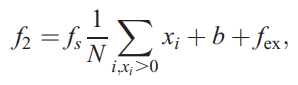 f₂ = fₛ 1/N ∑_{i,xᵢ>0} xᵢ + b + f_ex,